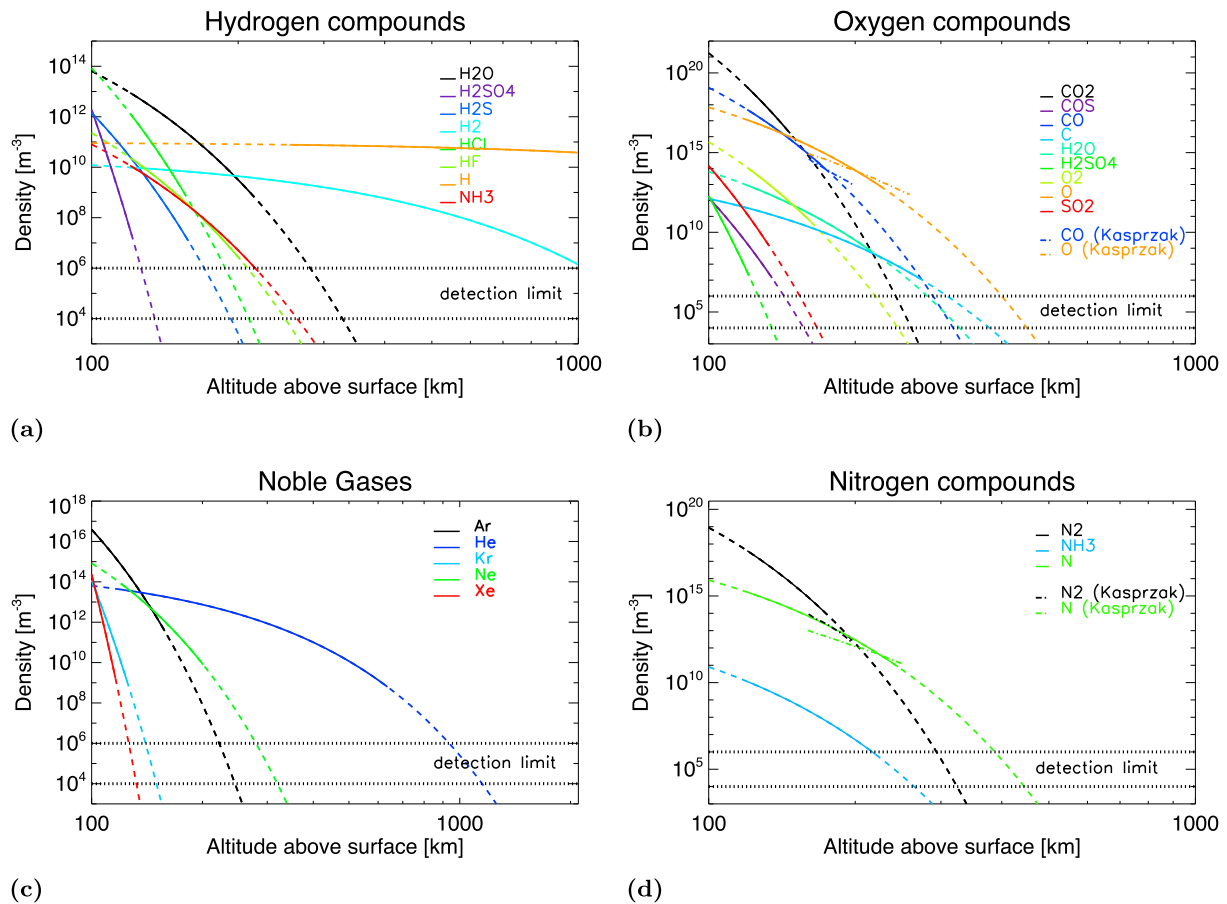 Hydrogen compounds
10^14
10^12
10^10
10^8
10^6
10^4
Density [m^-3]
H2O
H2SO4
H2S
H2
HCl
HF
H
NH3
detection limit
100
1000
Altitude above surface [km]
(a)
Oxygen compounds
10^20
10^15
10^10
10^5
Density [m^-3]
CO2
COS
CO
C
H2O
H2SO4
O2
O
SO2
CO (Kasprzak)
O (Kasprzak)
detection limit
100
1000
Altitude above surface [km]
(b)
Noble Gases
10^18
10^16
10^14
10^12
10^10
10^8
10^6
10^4
Density [m^-3]
Ar
He
Kr
Ne
Xe
detection limit
100
1000
Altitude above surface [km]
(c)
Nitrogen compounds
10^20
10^15
10^10
10^5
Density [m^-3]
N2
NH3
N
N2 (Kasprzak)
N (Kasprzak)
detection limit
100
1000
Altitude above surface [km]
(d)